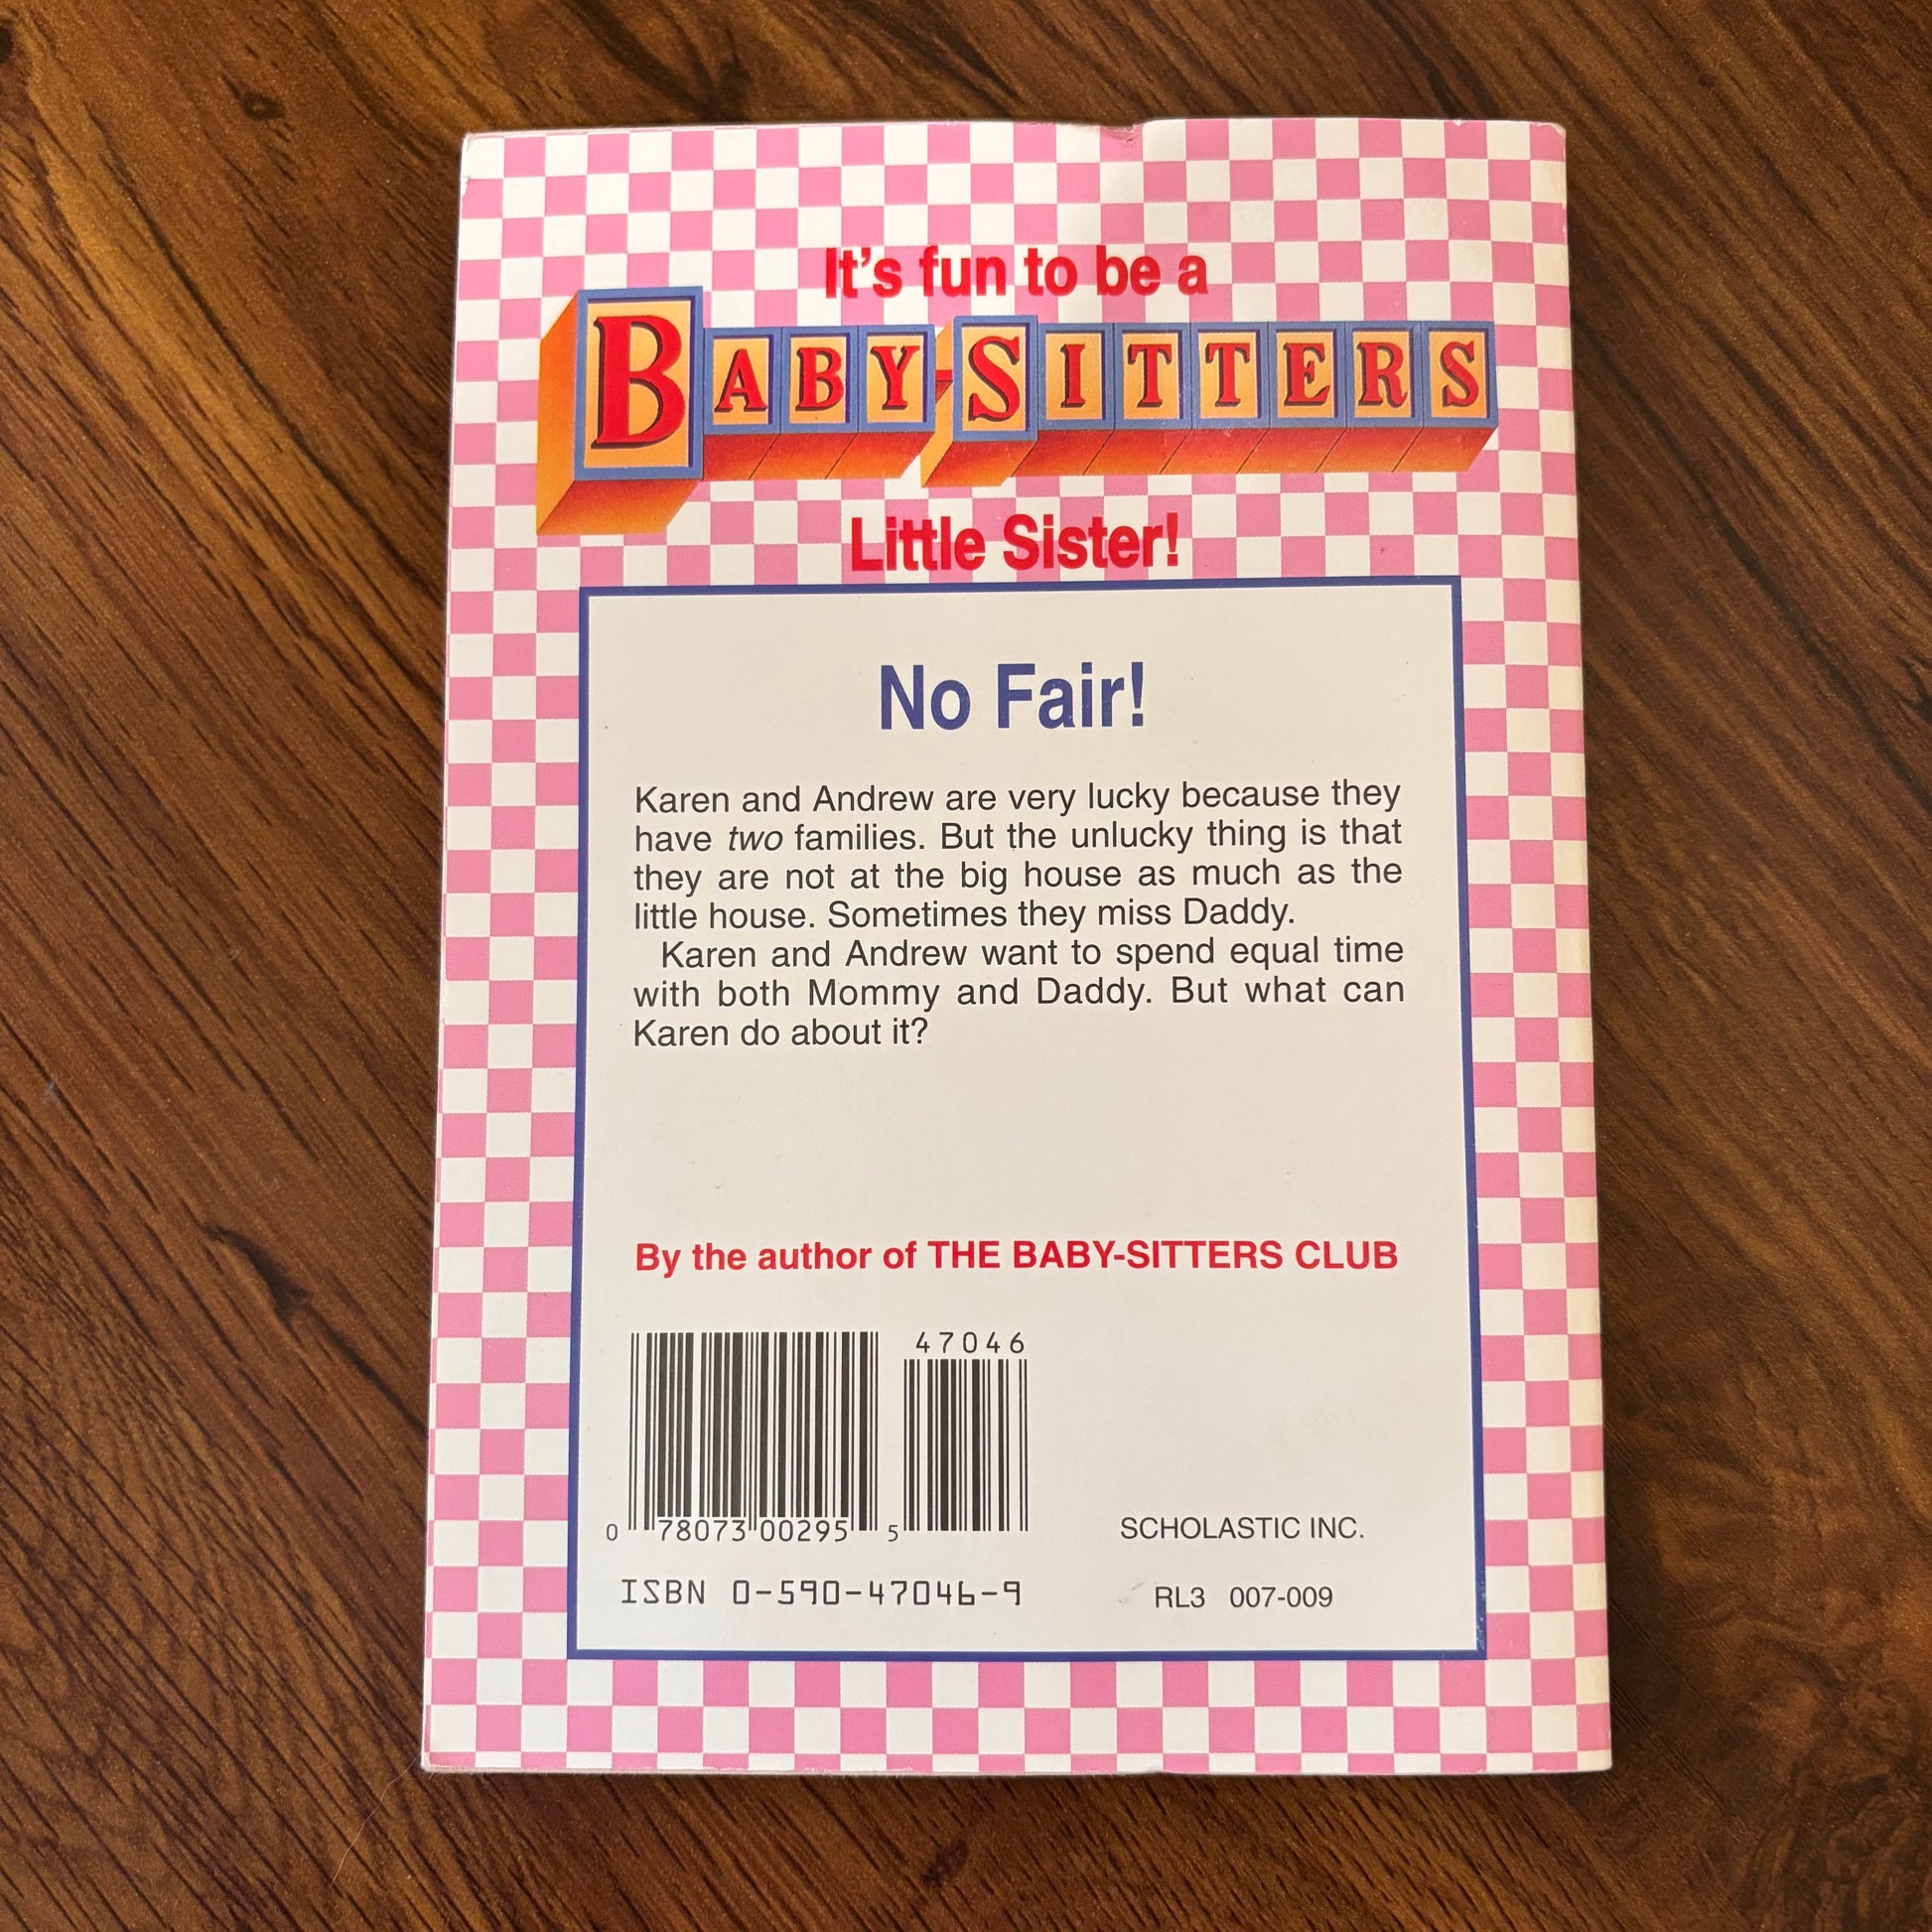 It's fun to be a
BABY-SITTERS
Little Sister!
No Fair!
Karen and Andrew are very lucky because they
have two families. But the unlucky thing is that
they are not at the big house as much as the
little house. Sometimes they miss Daddy.
Karen and Andrew want to spend equal time
with both Mommy and Daddy. But what can
Karen do about it?
By the author of THE BABY-SITTERS CLUB
47046
0 78073 00295 5
SCHOLASTIC INC.
ISBN 0-590-47046-9
RL3 007-009